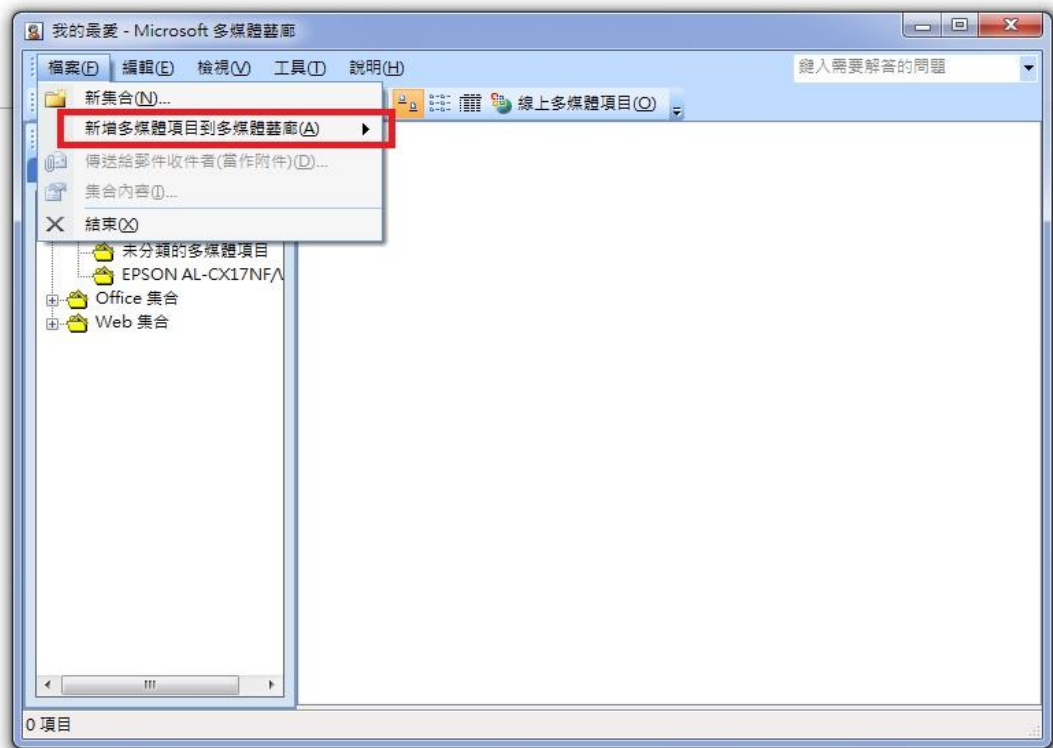 我的最愛 - Microsoft 多媒體藝廊
檔案(F) 編輯(E) 檢視(V) 工具(T) 說明(H) 鍵入需要解答的問題
新集合(N)...
線上多媒體項目(O)
新增多媒體項目到多媒體藝廊(A)
傳送給郵件收件者(當作附件)(D)...
集合內容(I)...
結束(X)
未分類的多媒體項目
EPSON AL-CX17NF/
Office 集合
Web 集合
0 項目